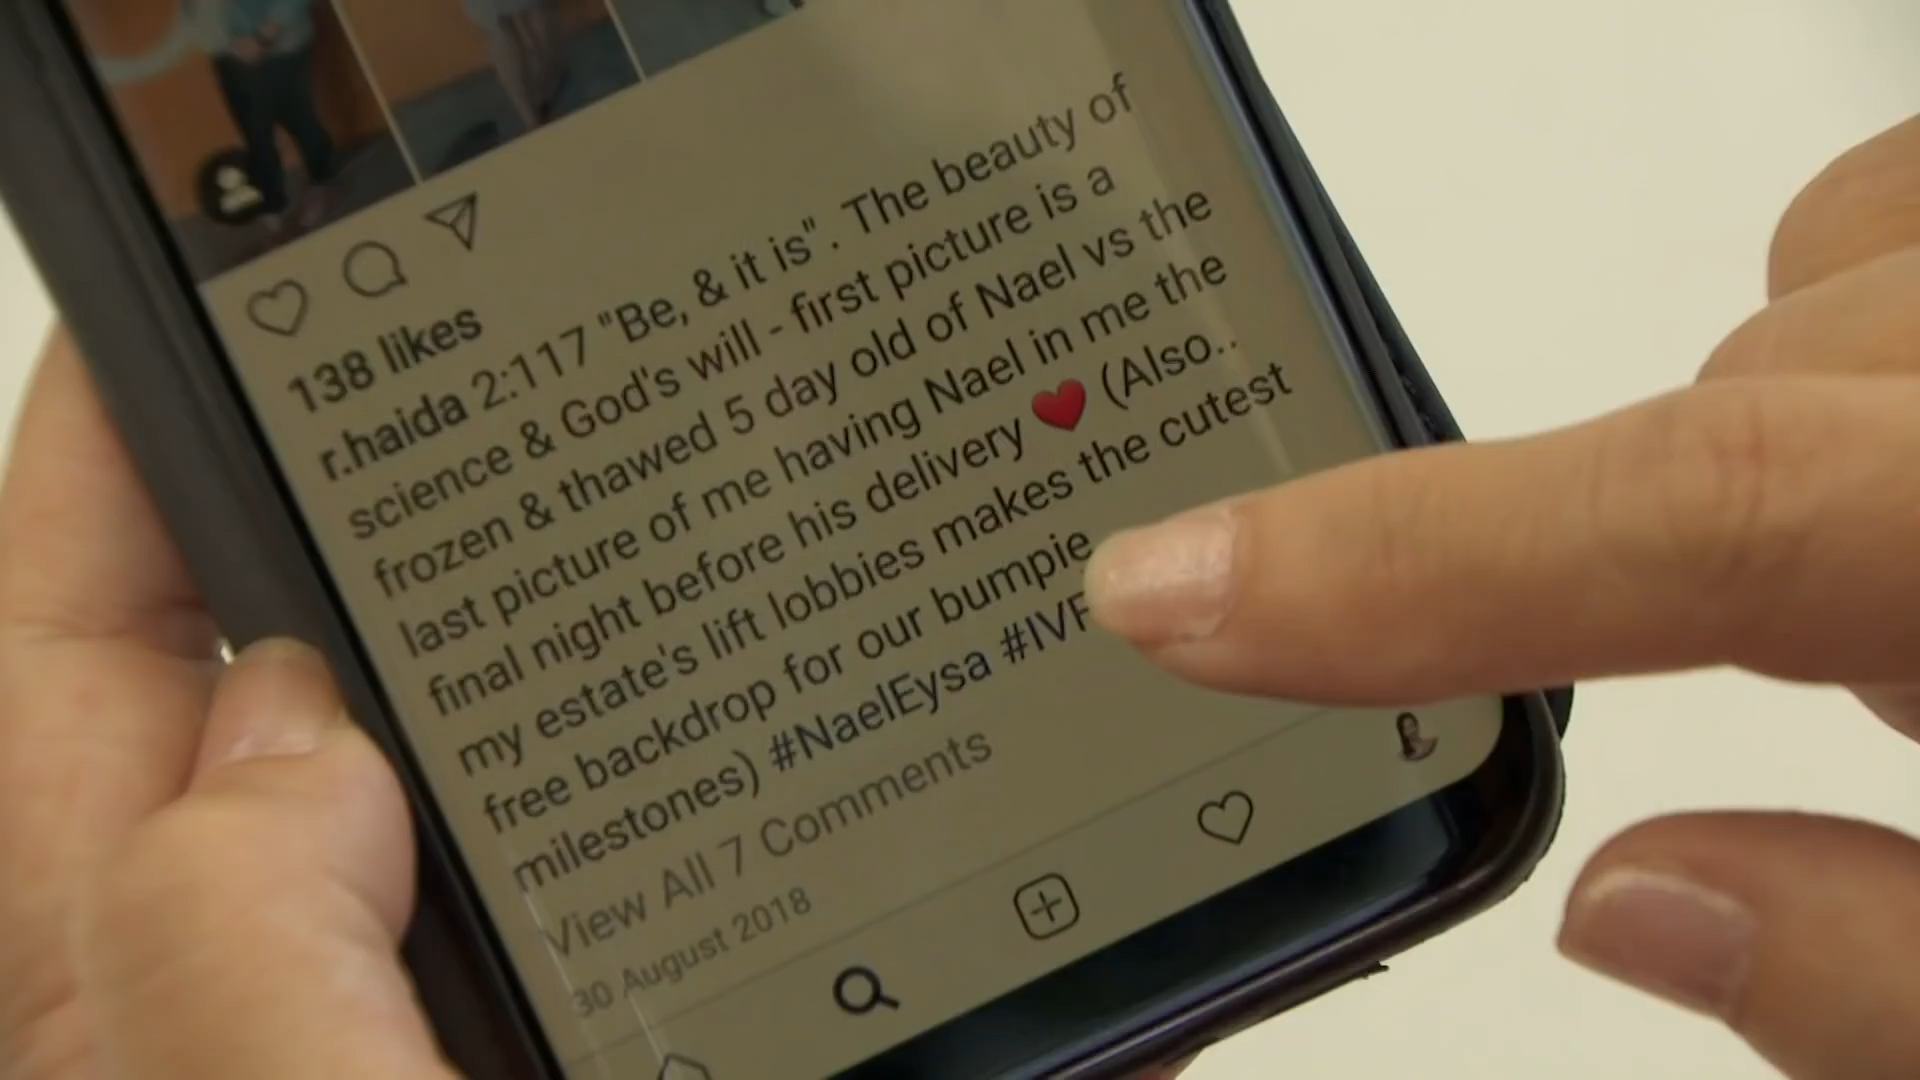 138 likes
r.haida 2:117 "Be, & it is". The beauty of
science & God's will - first picture is a
frozen & thawed 5 day old of Nael vs the
last picture of me having Nael in me the
final night before his delivery ❤️ (Also..
my estate's lift lobbies makes the cutest
free backdrop for our bumpie
milestones) #NaelEysa #IVF
View All 7 Comments
30 August 2018